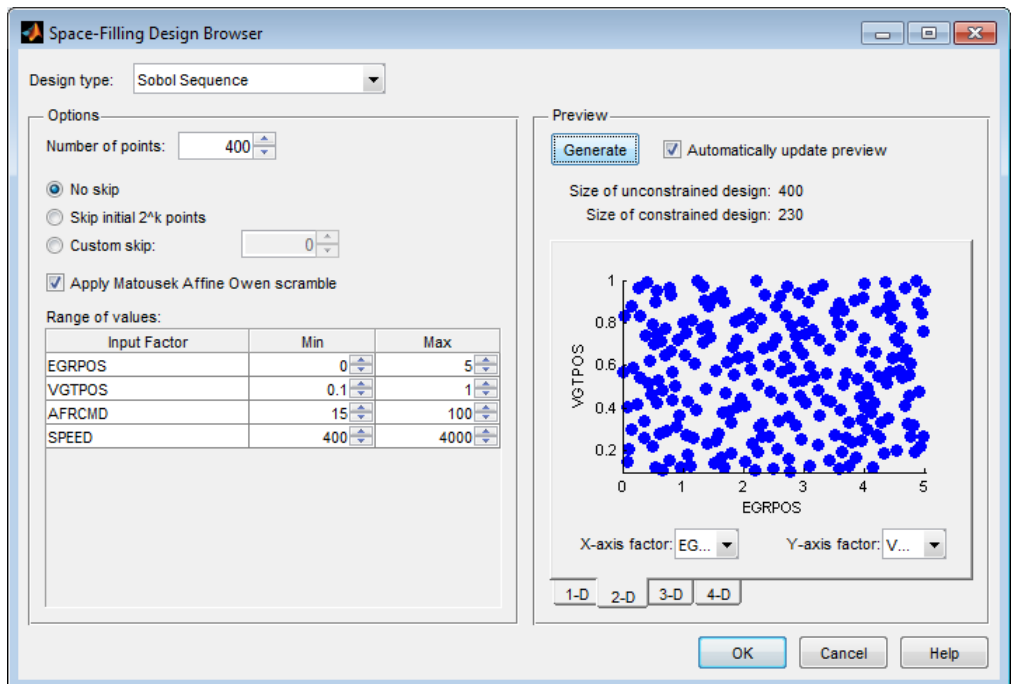 Space-Filling Design Browser
Design type: Sobol Sequence
Options
Number of points: 400
No skip
Skip initial 2^k points
Custom skip: 0
Apply Matousek Affine Owen scramble
Range of values:
Input Factor Min Max
EGRPOS 0 5
VGTPOS 0.1 1
AFRCMD 15 100
SPEED 400 4000
Preview
Generate Automatically update preview
Size of unconstrained design: 400
Size of constrained design: 230
1
0.8
0.6
0.4
0.2
VGTPOS
0 1 2 3 4 5
EGRPOS
X-axis factor: EG... Y-axis factor: V...
1-D 2-D 3-D 4-D
OK Cancel Help